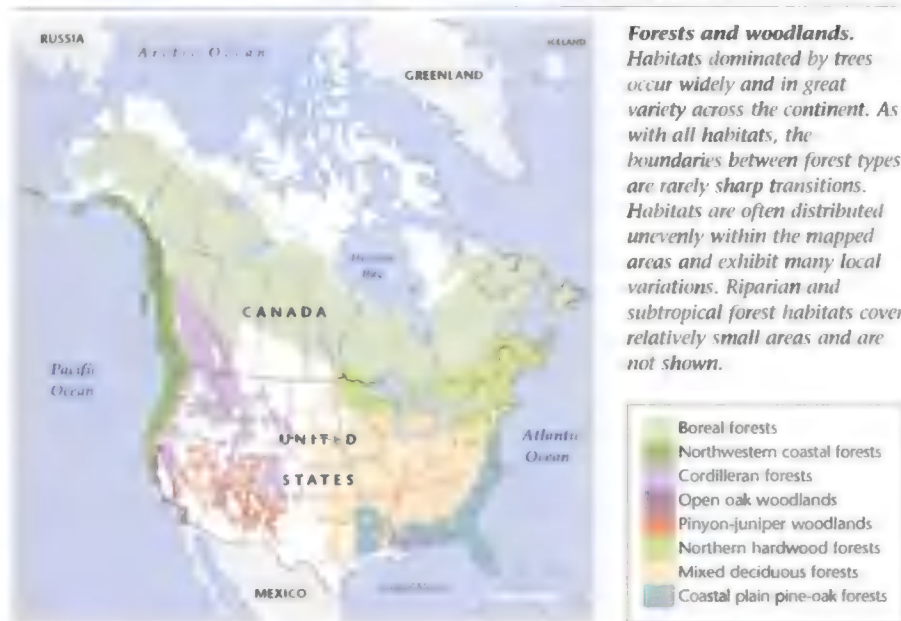 RUSSIA
Arctic Ocean
ICELAND
GREENLAND
Forests and woodlands.
Habitats dominated by trees
occur widely and in great
variety across the continent. As
with all habitats, the
boundaries between forest types
are rarely sharp transitions.
Habitats are often distributed
unevenly within the mapped
areas and exhibit many local
variations. Riparian and
subtropical forest habitats cover
relatively small areas and are
not shown.
Hudson
Bay
CANADA
Pacific
Ocean
UNITED
STATES
Atlantic
Ocean
MEXICO
Boreal forests
Northwestern coastal forests
Cordilleran forests
Open oak woodlands
Pinyon-juniper woodlands
Northern hardwood forests
Mixed deciduous forests
Coastal plain pine-oak forests